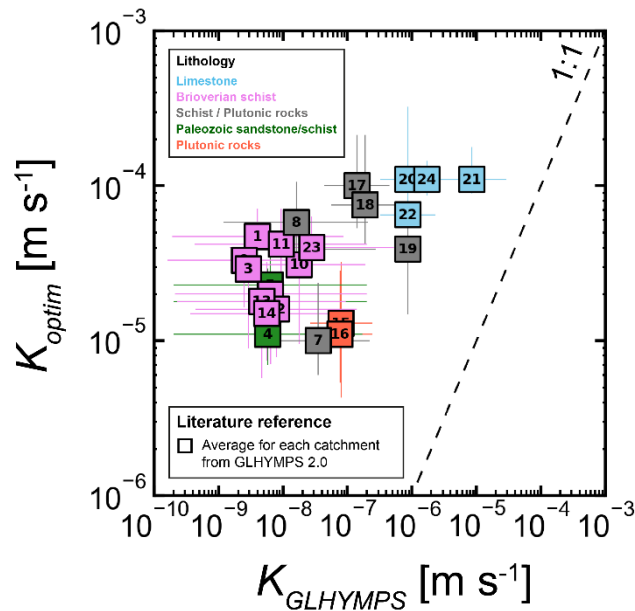 10⁻³
10⁻⁴
10⁻⁵
10⁻⁶
K_optim [m s⁻¹]
Lithology
Limestone
Brioverian schist
Schist / Plutonic rocks
Paleozoic sandstone/schist
Plutonic rocks
1:1
17
18
20
24
21
22
19
8
1
11
23
3
10
14
4
7
16
Literature reference
Average for each catchment
from GLHYMPS 2.0
10⁻¹⁰ 10⁻⁹ 10⁻⁸ 10⁻⁷ 10⁻⁶ 10⁻⁵ 10⁻⁴ 10⁻³
K_GLHYMPS [m s⁻¹]